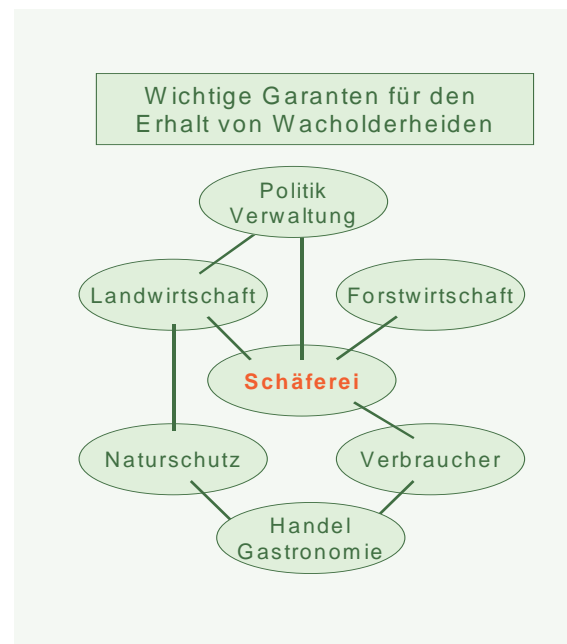 Wichtige Garanten für den
Erhalt von Wacholderheiden
Politik
Verwaltung
Landwirtschaft
Forstwirtschaft
Schäferei
Naturschutz
Verbraucher
Handel
Gastronomie